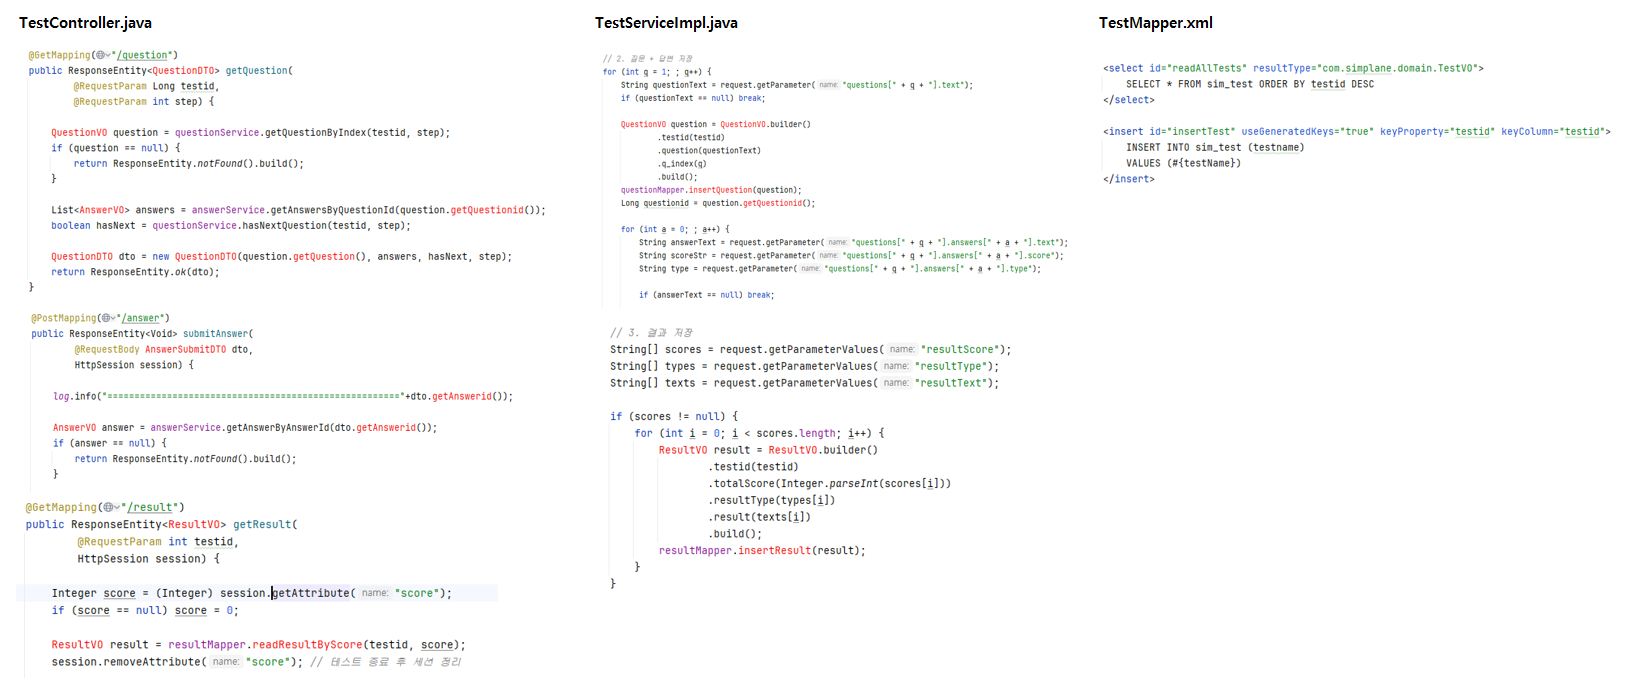 TestController.java
@GetMapping("/question")
public ResponseEntity<QuestionDTO> getQuestion(
@RequestParam Long testid,
@RequestParam int step) {
QuestionVO question = questionService.getQuestionByIndex(testid, step);
if (question == null) {
return ResponseEntity.notFound().build();
}
List<AnswerVO> answers = answerService.getAnswersByQuestionId(question.getQuestionid());
boolean hasNext = questionService.hasNextQuestion(testid, step);
QuestionDTO dto = new QuestionDTO(question.getQuestion(), answers, hasNext, step);
return ResponseEntity.ok(dto);
}
@PostMapping("/answer")
public ResponseEntity<Void> submitAnswer(
@RequestBody AnswerSubmitDTO dto,
HttpSession session) {
log.info("======================================================"+dto.getAnswerid());
AnswerVO answer = answerService.getAnswerByAnswerId(dto.getAnswerid());
if (answer == null) {
return ResponseEntity.notFound().build();
}
@GetMapping("/result")
public ResponseEntity<ResultVO> getResult(
@RequestParam int testid,
HttpSession session) {
Integer score = (Integer) session.getAttribute( name: "score");
if (score == null) score = 0;
ResultVO result = resultMapper.readResultByScore(testid, score);
session.removeAttribute( name: "score"); // 테스트 종료 후 세션 정리
TestServiceImpl.java
// 2. 질문 + 답변 저장
for (int q = 1; ; q++) {
String questionText = request.getParameter( name: "questions[" + q + "].text");
if (questionText == null) break;
QuestionVO question = QuestionVO.builder()
.testid(testid)
.question(questionText)
.q_index(q)
.build();
questionMapper.insertQuestion(question);
Long questionid = question.getQuestionid();
for (int a = 0; ; a++) {
String answerText = request.getParameter( name: "questions[" + q + "].answers[" + a + "].text");
String scoreStr = request.getParameter( name: "questions[" + q + "].answers[" + a + "].score");
String type = request.getParameter( name: "questions[" + q + "].answers[" + a + "].type");
if (answerText == null) break;
// 3. 결과 저장
String[] scores = request.getParameterValues( name: "resultScore");
String[] types = request.getParameterValues( name: "resultType");
String[] texts = request.getParameterValues( name: "resultText");
if (scores != null) {
for (int i = 0; i < scores.length; i++) {
ResultVO result = ResultVO.builder()
.testid(testid)
.totalScore(Integer.parseInt(scores[i]))
.resultType(types[i])
.result(texts[i])
.build();
resultMapper.insertResult(result);
}
}
TestMapper.xml
<select id="readAllTests" resultType="com.simplane.domain.TestVO">
SELECT * FROM sim_test ORDER BY testid DESC
</select>
<insert id="insertTest" useGeneratedKeys="true" keyProperty="testid" keyColumn="testid">
INSERT INTO sim_test (testname)
VALUES (#{testName})
</insert>